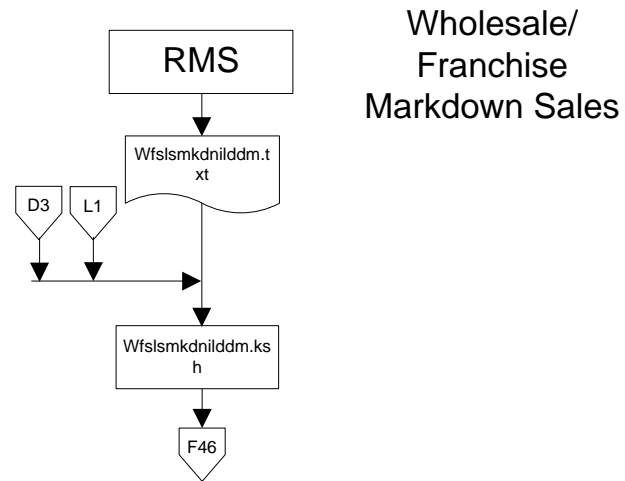 Wholesale/
Franchise
Markdown Sales
RMS
Wfslsmkdnilddm.t
xt
D3
L1
Wfslsmkdnilddm.ks
h
F46